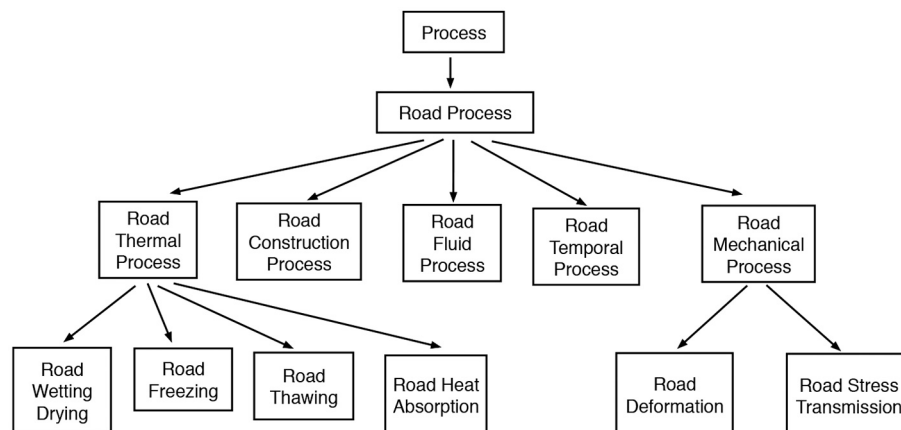 Process
Road Process
Road
Thermal
Process
Road
Construction
Process
Road
Fluid
Process
Road
Temporal
Process
Road
Mechanical
Process
Road
Wetting
Drying
Road
Freezing
Road
Thawing
Road Heat
Absorption
Road
Deformation
Road Stress
Transmission